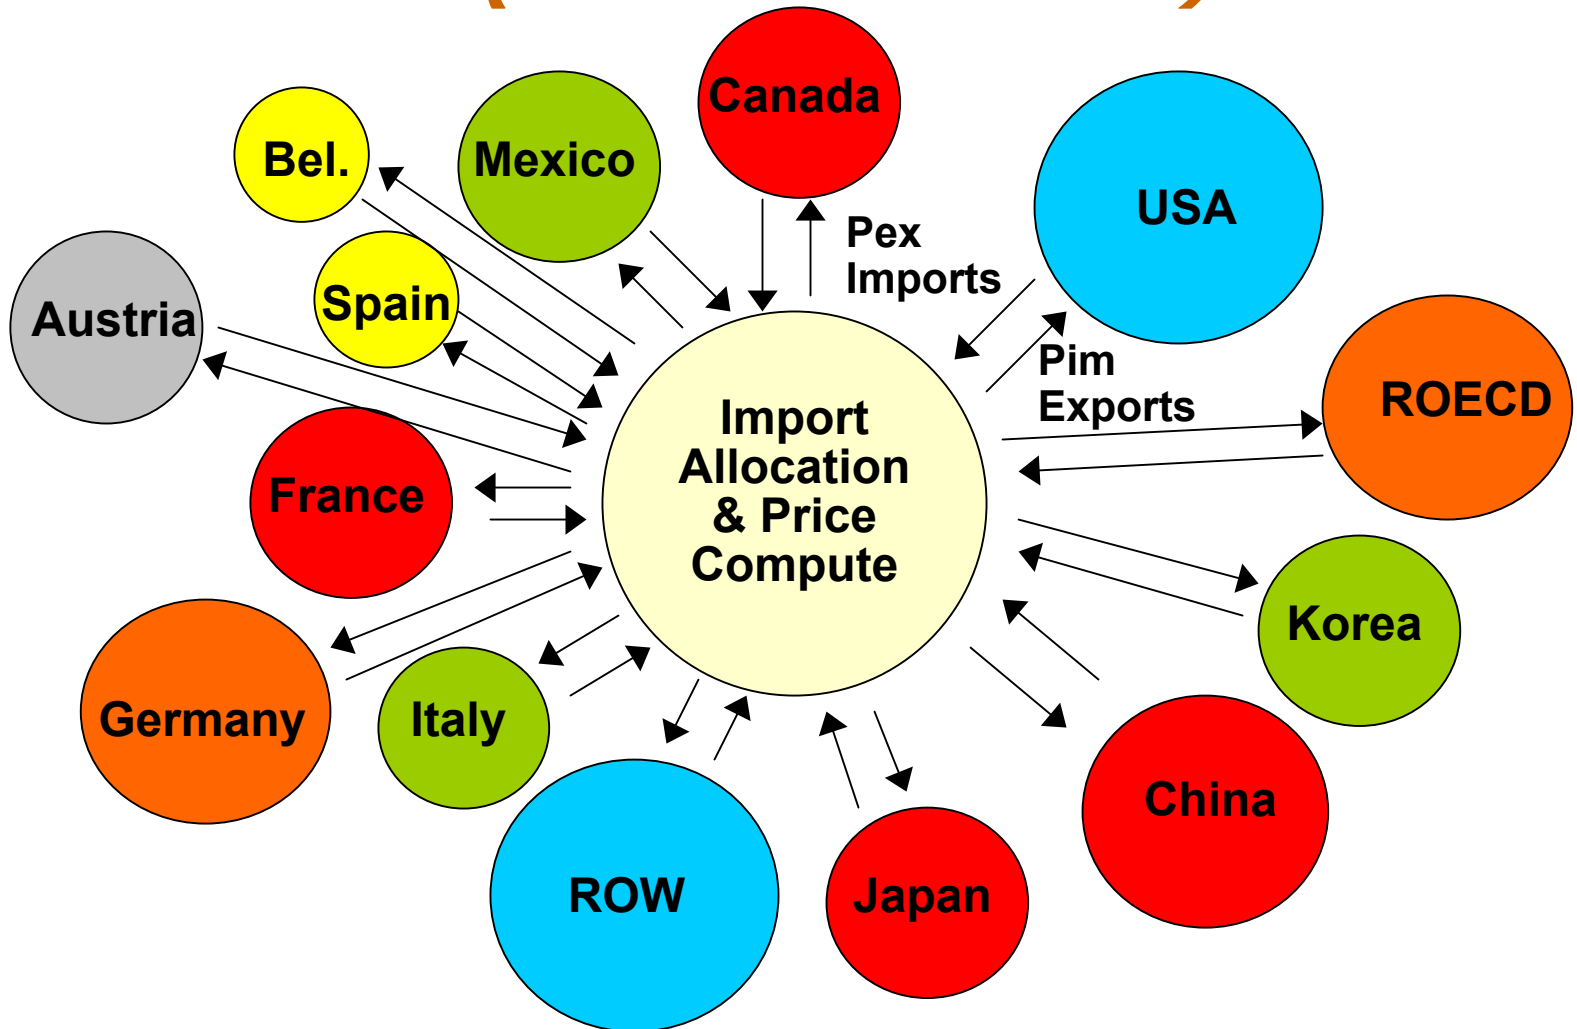 Canada
Bel.
Mexico
USA
Pex
Imports
Spain
Austria
Pim
Exports
ROECD
Import
Allocation
& Price
Compute
France
Korea
Germany
Italy
China
ROW
Japan